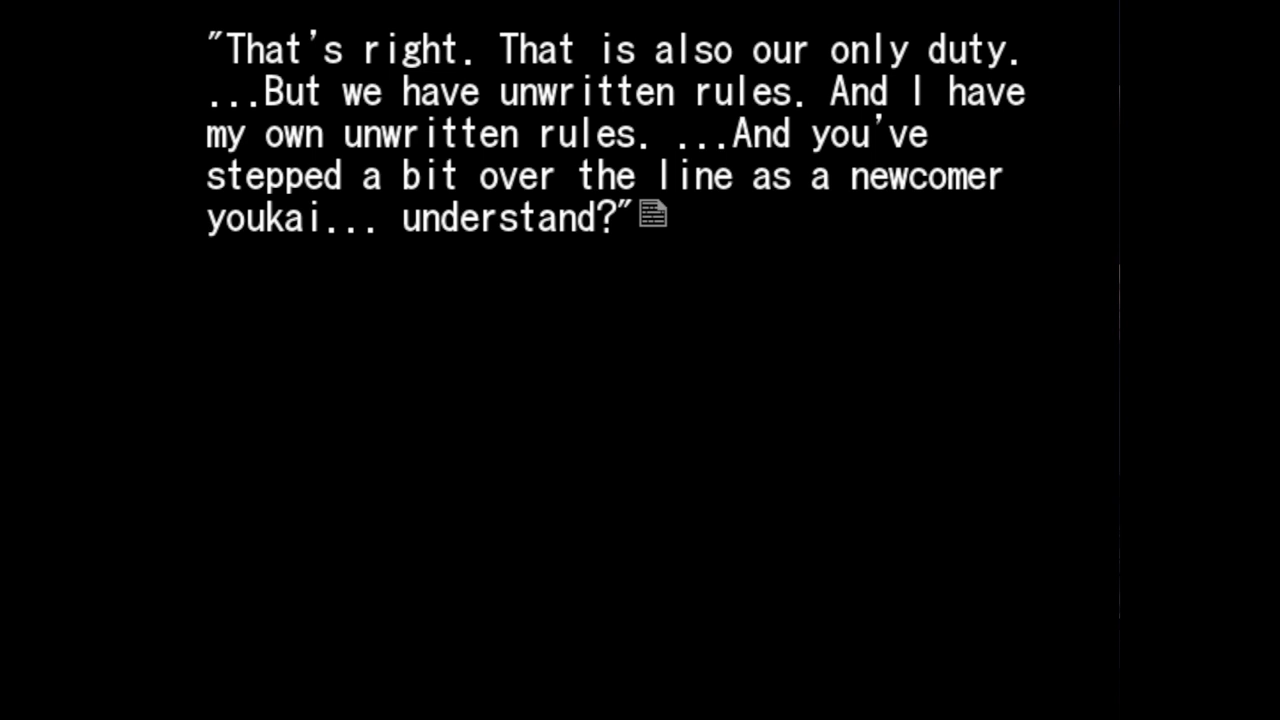 "That's right. That is also our only duty.
...But we have unwritten rules. And I have
my own unwritten rules. ...And you've
stepped a bit over the line as a newcomer
youkai... understand?"